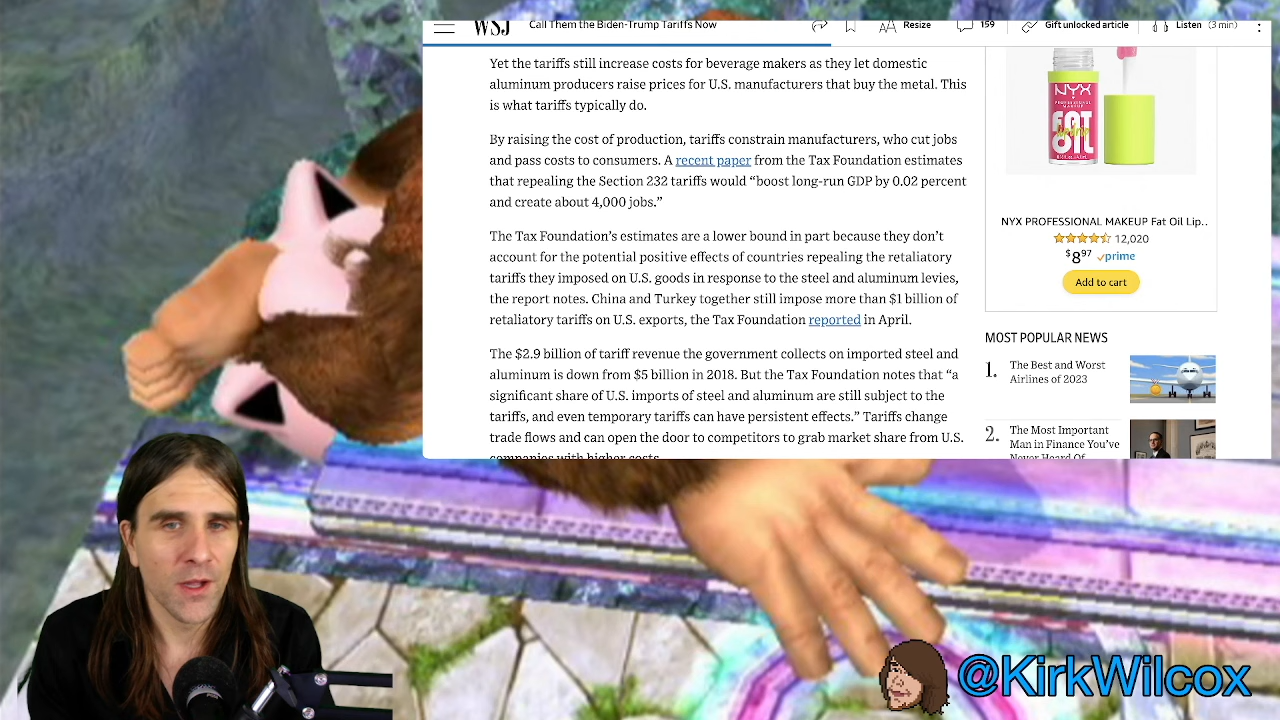 WSJ
Call Them the Biden-Trump Tariffs Now
AA Resize
159
Gift unlocked article
Listen (3 min)
Yet the tariffs still increase costs for beverage makers as they let domestic
aluminum producers raise prices for U.S. manufacturers that buy the metal. This
is what tariffs typically do.
By raising the cost of production, tariffs constrain manufacturers, who cut jobs
and pass costs to consumers. A recent paper from the Tax Foundation estimates
that repealing the Section 232 tariffs would “boost long-run GDP by 0.02 percent
and create about 4,000 jobs.”
The Tax Foundation’s estimates are a lower bound in part because they don’t
account for the potential positive effects of countries repealing the retaliatory
tariffs they imposed on U.S. goods in response to the steel and aluminum levies,
the report notes. China and Turkey together still impose more than $1 billion of
retaliatory tariffs on U.S. exports, the Tax Foundation reported in April.
The $2.9 billion of tariff revenue the government collects on imported steel and
aluminum is down from $5 billion in 2018. But the Tax Foundation notes that “a
significant share of U.S. imports of steel and aluminum are still subject to the
tariffs, and even temporary tariffs can have persistent effects.” Tariffs change
trade flows and can open the door to competitors to grab market share from U.S.
companies with higher costs.
NYX
PROFESSIONAL MAKEUP
FAT
OIL
NYX PROFESSIONAL MAKEUP Fat Oil Lip..
12,020
$897 prime
Add to cart
MOST POPULAR NEWS
1. The Best and Worst
Airlines of 2023
2. The Most Important
Man in Finance You’ve
Never Heard Of
@KirkWilcox